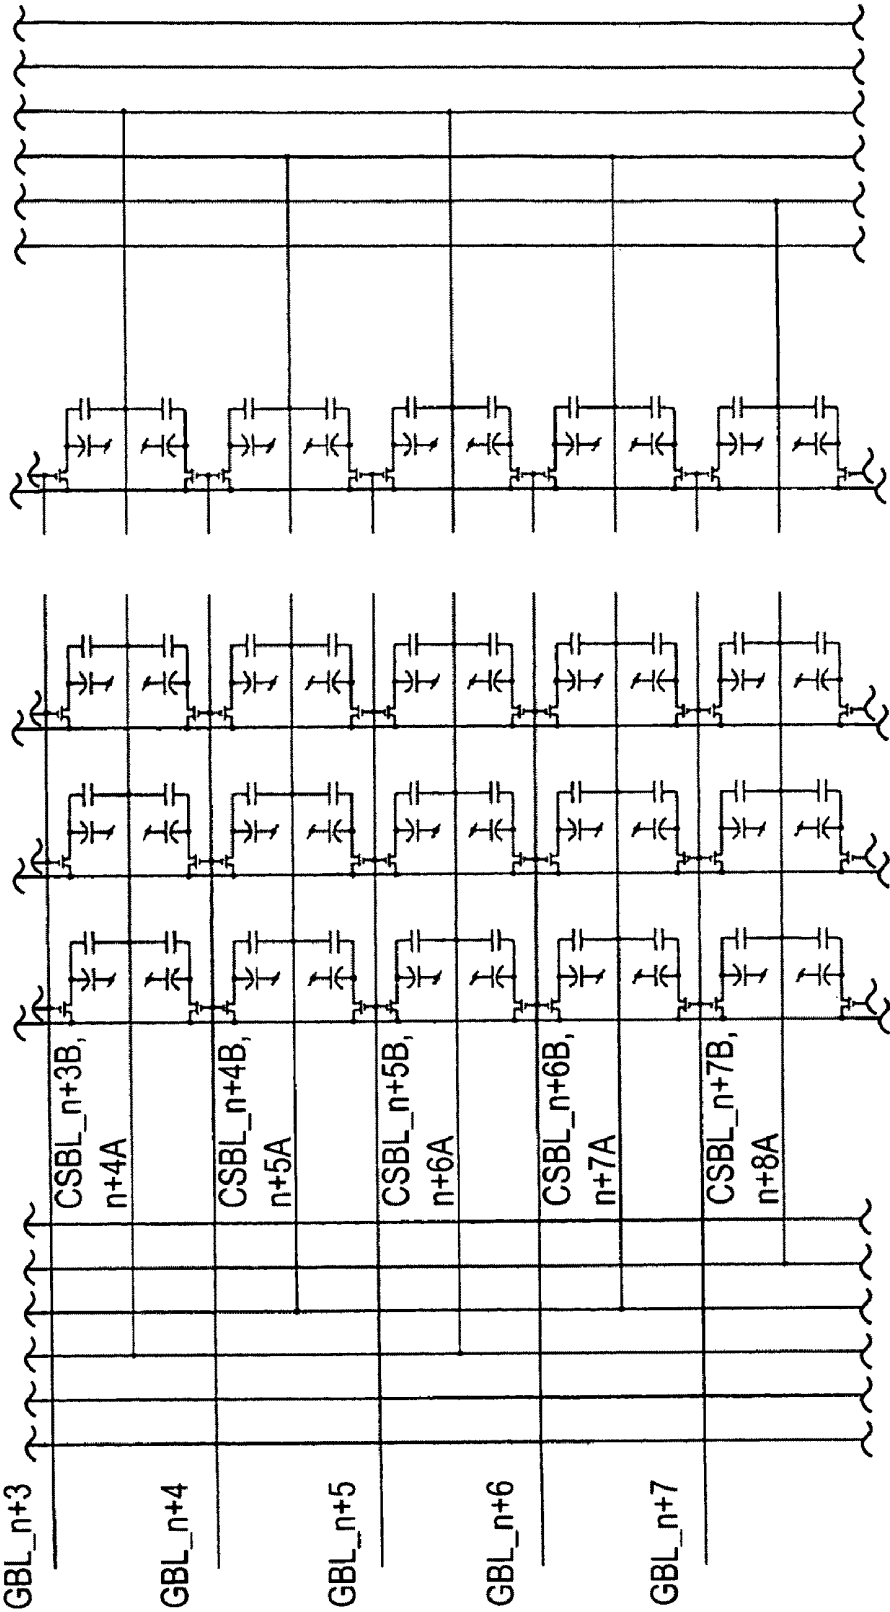 GBL_n+3
CSBL_n+3B,
n+4A
GBL_n+4
CSBL_n+4B,
n+5A
GBL_n+5
CSBL_n+5B,
n+6A
GBL_n+6
CSBL_n+6B,
n+7A
GBL_n+7
CSBL_n+7B,
n+8A